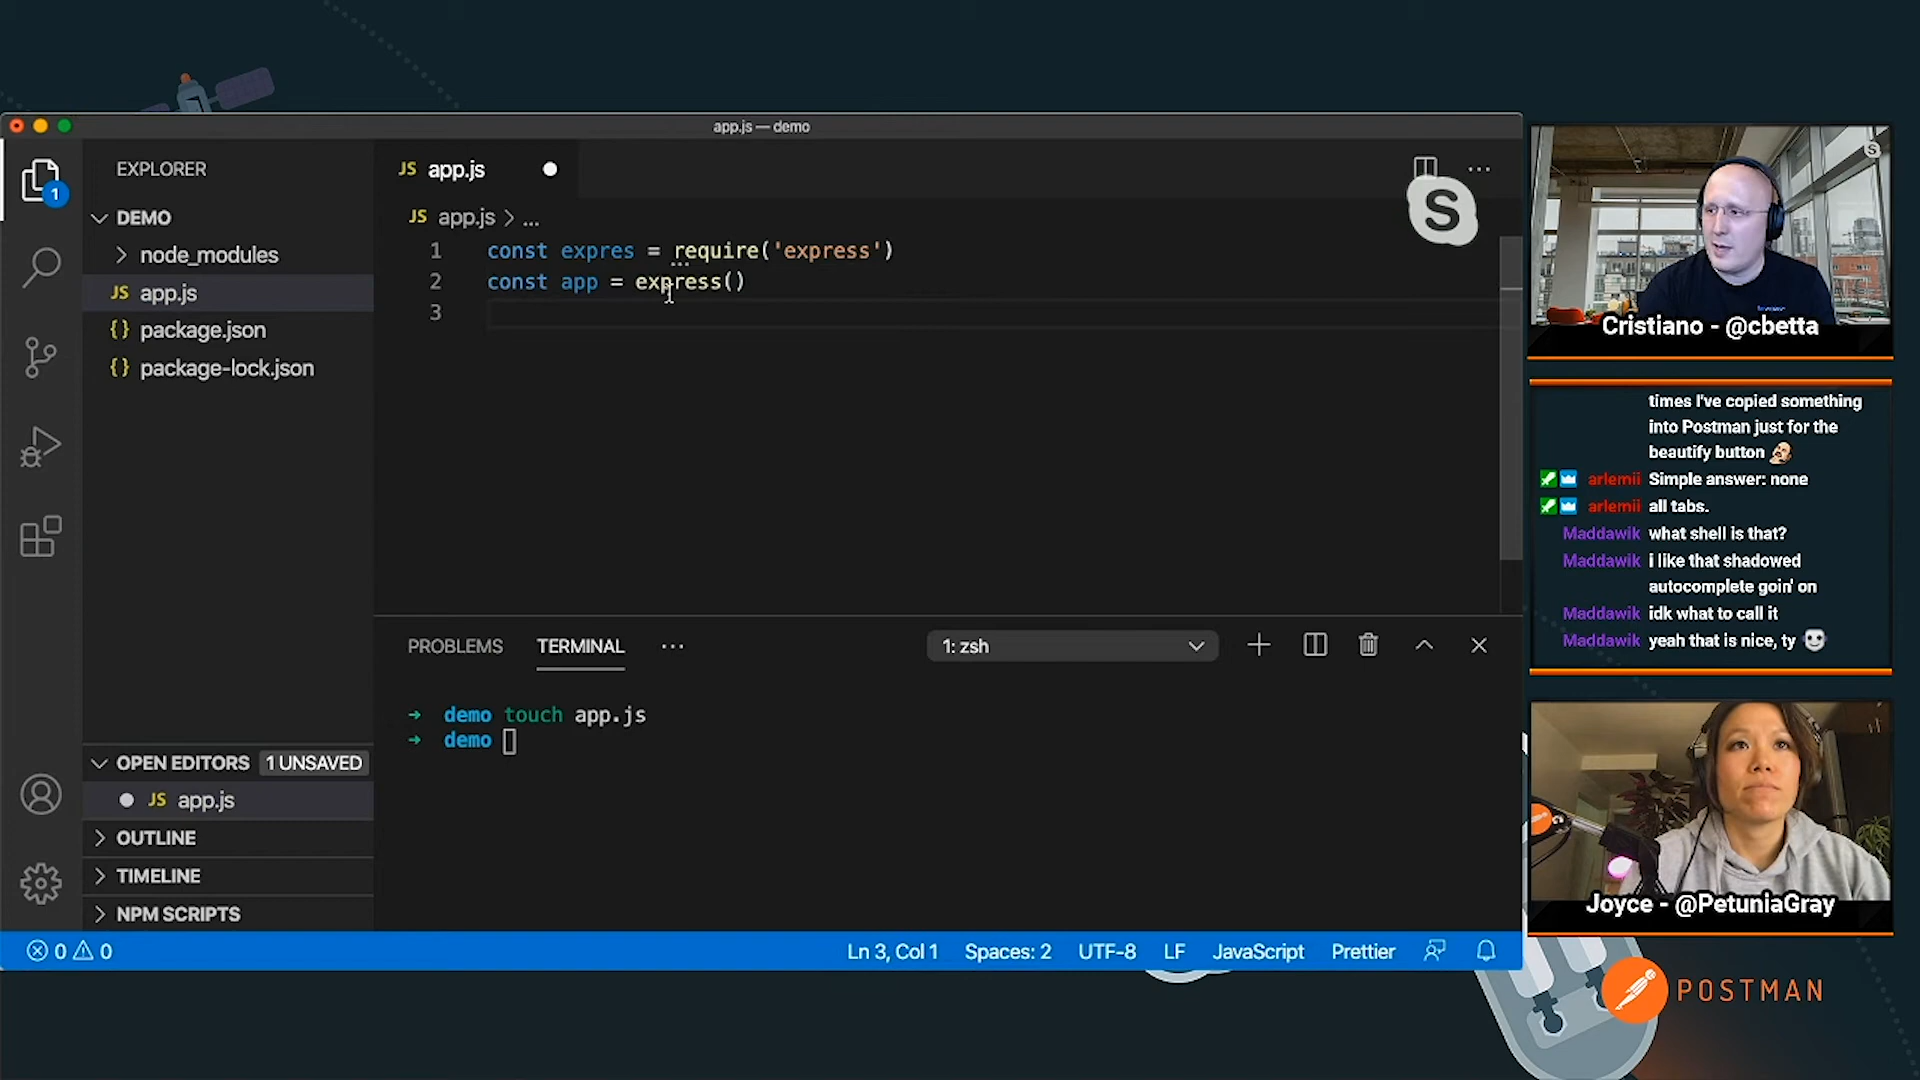 app.js — demo
EXPLORER
1
DEMO
node_modules
JS app.js
{} package.json
{} package-lock.json
OPEN EDITORS 1 UNSAVED
JS app.js
OUTLINE
TIMELINE
NPM SCRIPTS
JS app.js
JS app.js > ...
1 const expres = require('express')
2 const app = express()
3
S
PROBLEMS TERMINAL ...
1: zsh
→ demo touch app.js
→ demo
0 0
Ln 3, Col 1 Spaces: 2 UTF-8 LF JavaScript Prettier
S
Cristiano - @cbetta
times I've copied something
into Postman just for the
beautify button
arlemii Simple answer: none
arlemii all tabs.
Maddawik what shell is that?
Maddawik i like that shadowed
autocomplete goin' on
Maddawik idk what to call it
Maddawik yeah that is nice, ty
Joyce - @PetuniaGray
POSTMAN